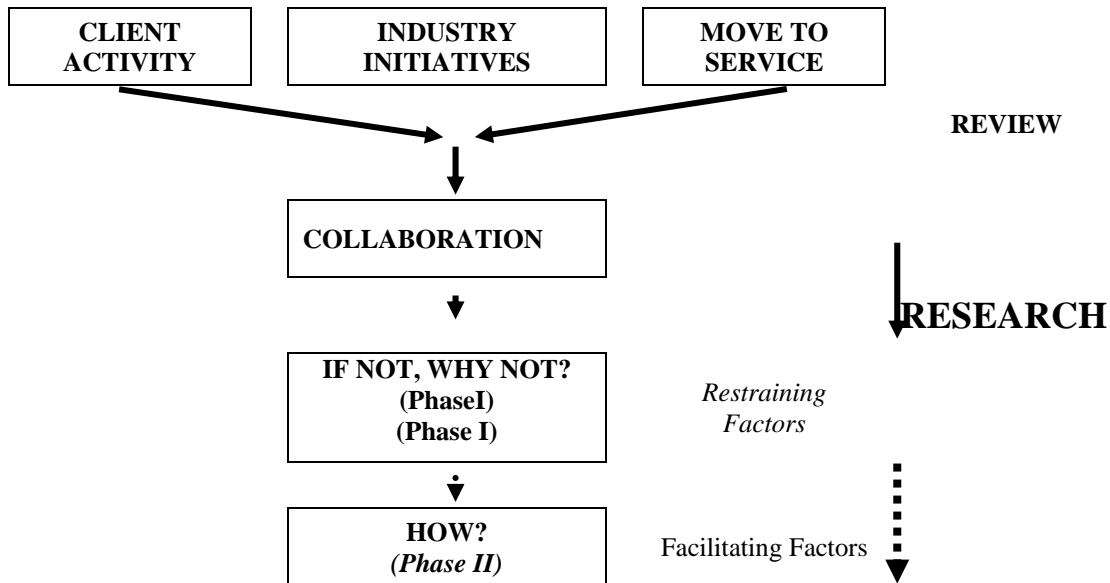 CLIENT
ACTIVITY
INDUSTRY
INITIATIVES
MOVE TO
SERVICE
REVIEW
COLLABORATION
RESEARCH
IF NOT, WHY NOT?
(PhaseI)
(Phase I)
Restraining
Factors
HOW?
(Phase II)
Facilitating Factors